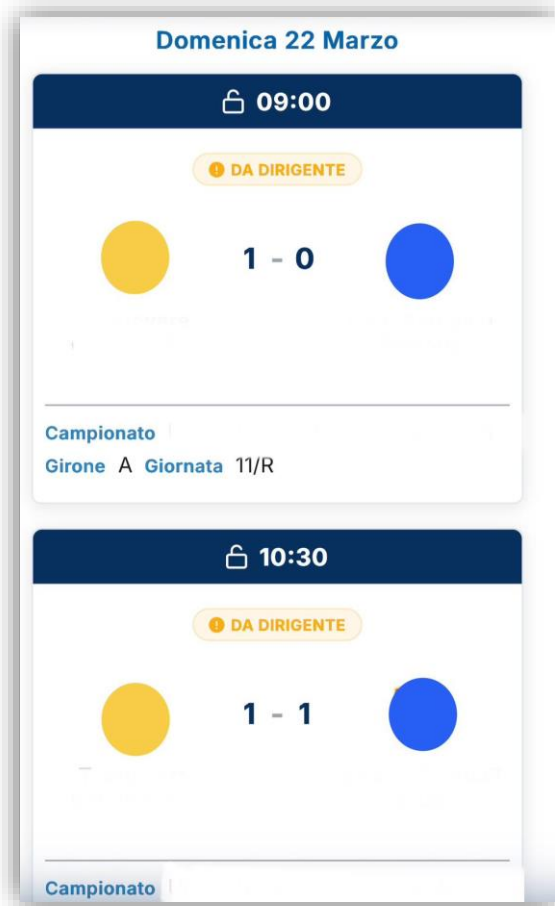 Domenica 22 Marzo
09:00
DA DIRIGENTE
1 - 0
Campionato
Girone A Giornata 11/R
10:30
DA DIRIGENTE
1 - 1
Campionato